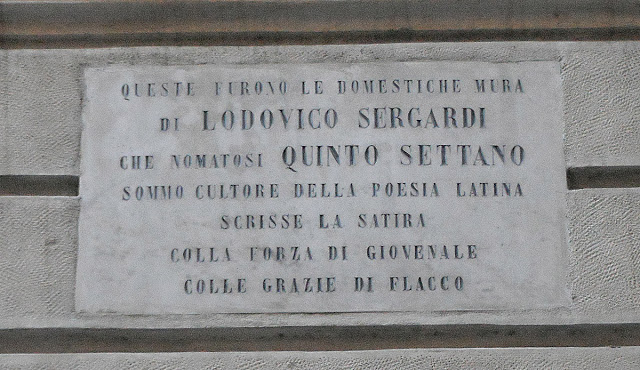 QUESTE FURONO LE DOMESTICHE MURA
DI LODOVICO SERGARDI
CHE NOMATOSI QUINTO SETTANO
SOMMO CULTORE DELLA POESIA LATINA
SCRISSE LA SATIRA
COLLA FORZA DI GIOVENALE
COLLE GRAZIE DI FLACCO